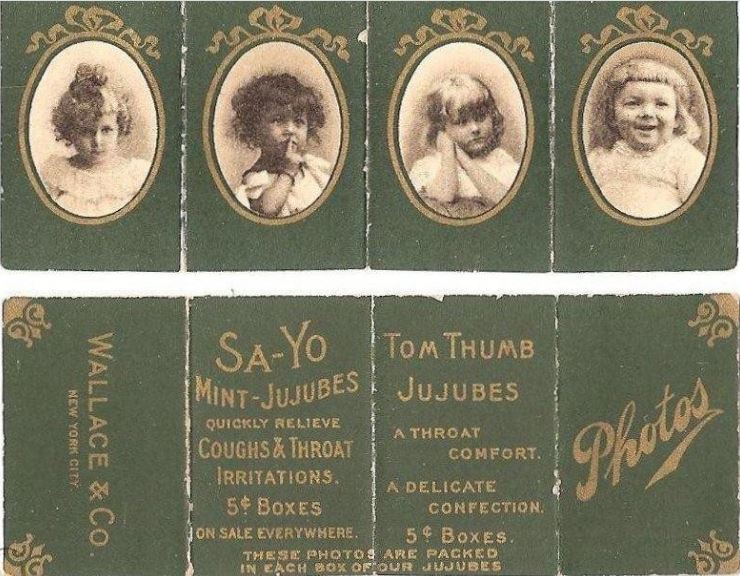 WALLACE & CO.
NEW YORK CITY.
SA-YO
MINT-JUJUBES
QUICKLY RELIEVE
COUGHS & THROAT
IRRITATIONS.
5¢ BOXES
ON SALE EVERYWHERE.
TOM THUMB
JUJUBES
A THROAT
COMFORT.
A DELICATE
CONFECTION.
5¢ BOXES.
THESE PHOTOS ARE PACKED
IN EACH BOX OF OUR JUJUBES
Photos